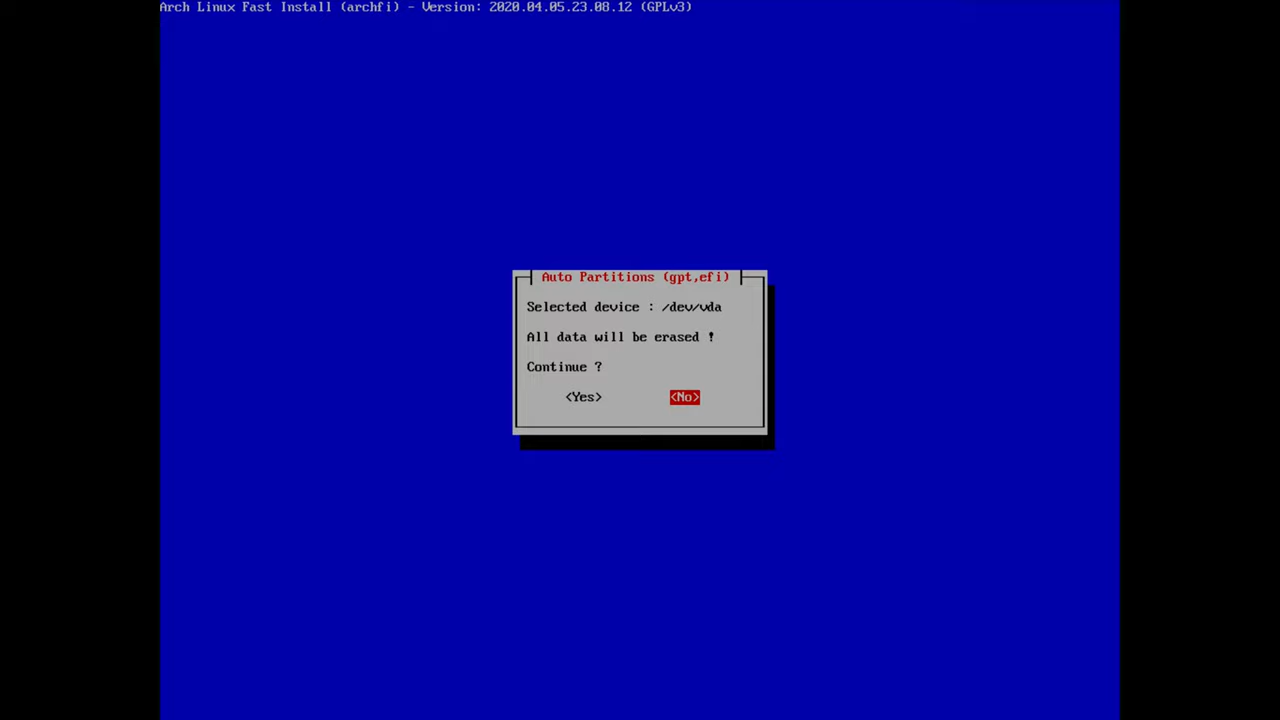 Arch Linux Fast Install (archfi) - Version: 2020.04.05.23.08.12 (GPLv3)
Auto Partitions (gpt,efi)
Selected device : /dev/vda
All data will be erased !
Continue ?
<Yes> <No>